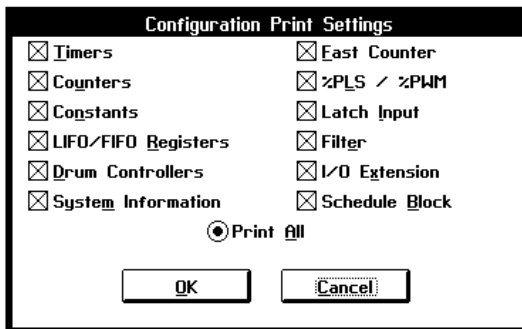 Configuration Print Settings
Timers
Fast Counter
Counters
%PLS / %PWM
Constants
Latch Input
LIFO/FIFO Registers
Filter
Drum Controllers
I/O Extension
System Information
Schedule Block
Print All
OK
Cancel